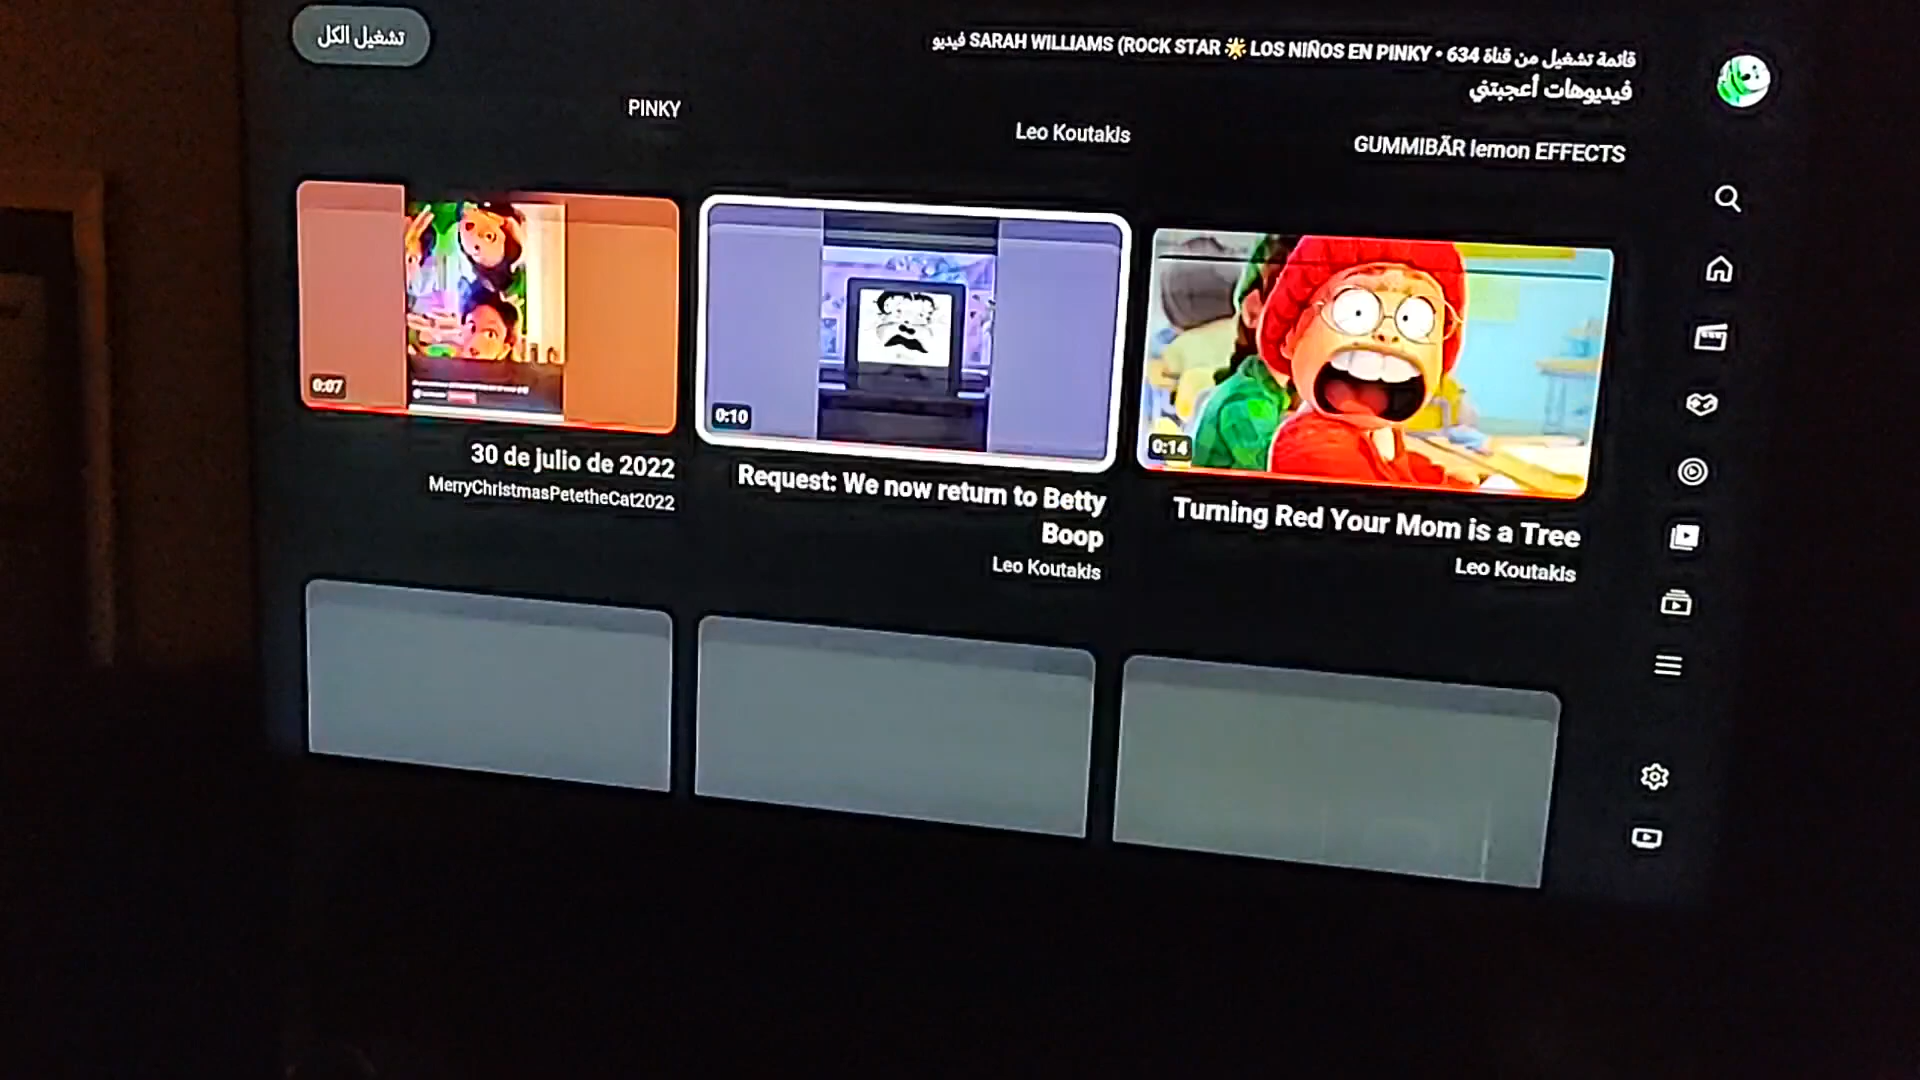 قائمة تشغيل من قناة SARAH WILLIAMS (ROCK STAR 🌟 LOS NIÑOS EN PINKY • 634 فيديو
فيديوهات أعجبتني
تشغيل الكل
GUMMIBÄR lemon EFFECTS
Leo Koutakis
PINKY
0:14
Turning Red Your Mom is a Tree
Leo Koutakis
0:10
Request: We now return to Betty
Boop
Leo Koutakis
0:07
30 de julio de 2022
MerryChristmasPetetheCat2022